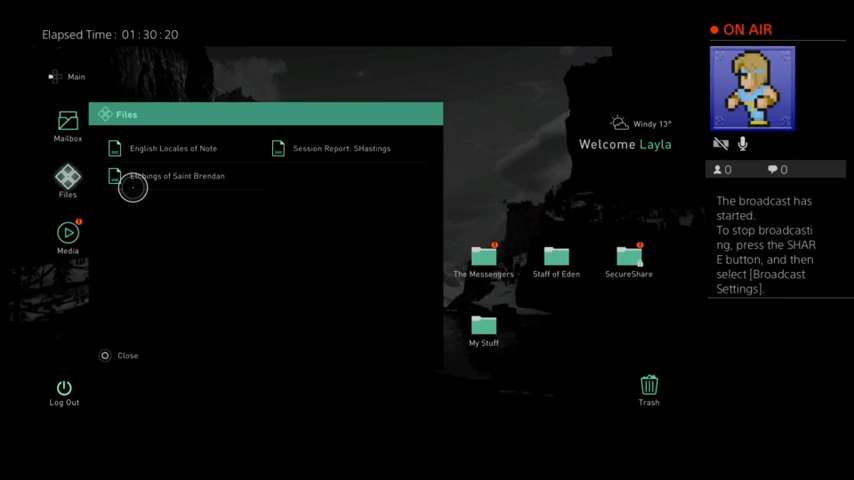 Elapsed Time : 01:30:20
ON AIR
Main
Files
Mailbox
English Locales of Note
Session Report: SHastings
Etchings of Saint Brendan
Files
Media
Windy 13°
Welcome Layla
0
0
The broadcast has
started.
To stop broadcasti
ng, press the SHAR
E button, and then
select [Broadcast
Settings].
The Messengers
Staff of Eden
SecureShare
My Stuff
Close
Log Out
Trash